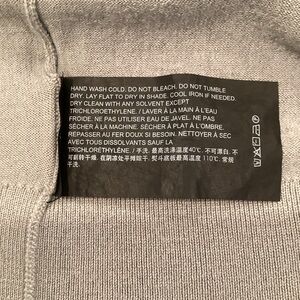 HAND WASH COLD. DO NOT BLEACH. DO NOT TUMBLE
DRY. LAY FLAT TO DRY IN SHADE. COOL IRON IF NEEDED.
DRY CLEAN WITH ANY SOLVENT EXCEPT
TRICHLOROETHYLENE. / LAVER À LA MAIN À L'EAU
FROIDE. NE PAS UTILISER EAU DE JAVEL. NE PAS
SÉCHER À LA MACHINE. SÉCHER À PLAT À L'OMBRE.
REPASSER AU FER DOUX SI BESOIN. NETTOYER À SEC
AVEC TOUS DISSOLVANTS SAUF LA
TRICHLORÉTHYLÈNE. / 手洗, 最高洗涤温度40℃. 不可漂白. 不
可翻转干燥. 在阴凉处平摊晾干. 熨斗底板最高温度110℃. 常规
干洗.